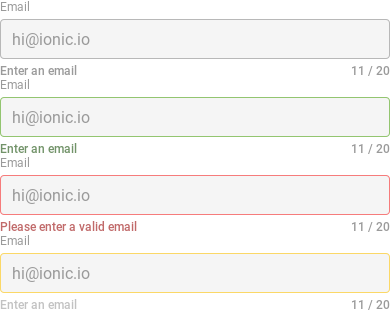 Email
hi@ionic.io
Enter an email 11 / 20
Email
hi@ionic.io
Enter an email 11 / 20
Email
hi@ionic.io
Please enter a valid email 11 / 20
Email
hi@ionic.io
Enter an email 11 / 20